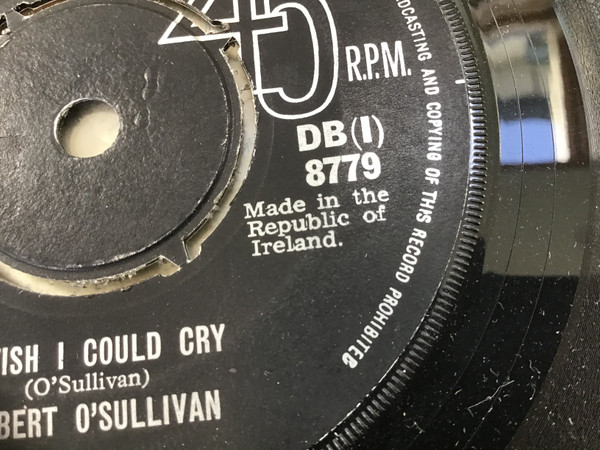 45
R.P.M.
DB(I)
8779
Made in the
Republic of
Ireland.
DCASTING AND COPYING OF THIS RECORD PROHIBITED
ISH I COULD CRY
(O'Sullivan)
BERT O'SULLIVAN